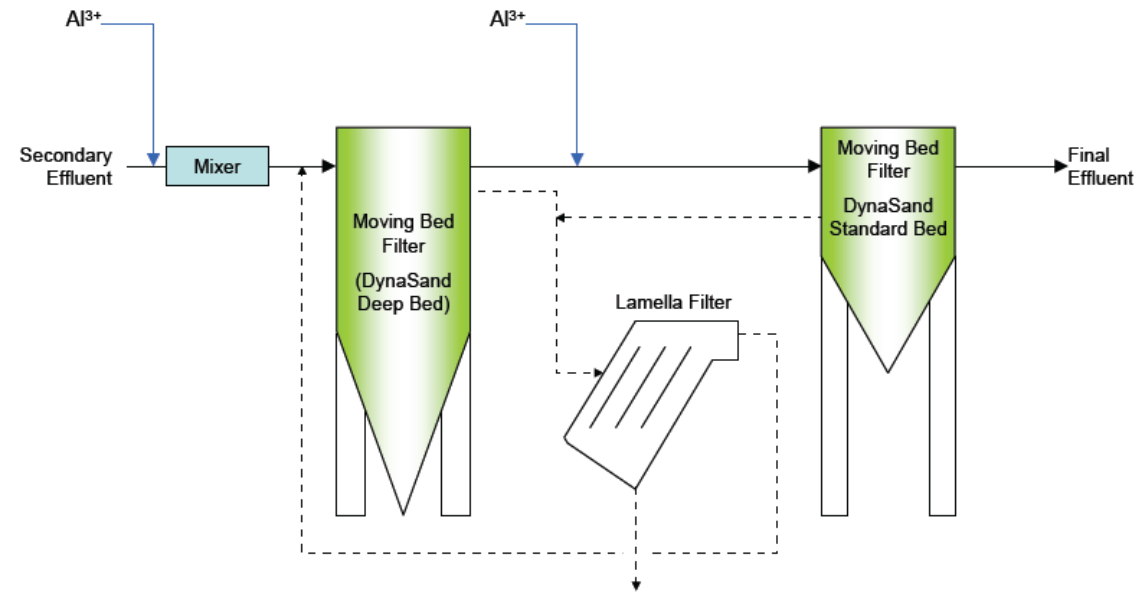 Al³⁺
Al³⁺
Secondary
Effluent
Mixer
Moving Bed
Filter
(DynaSand
Deep Bed)
Lamella Filter
Moving Bed
Filter
DynaSand
Standard Bed
Final
Effluent